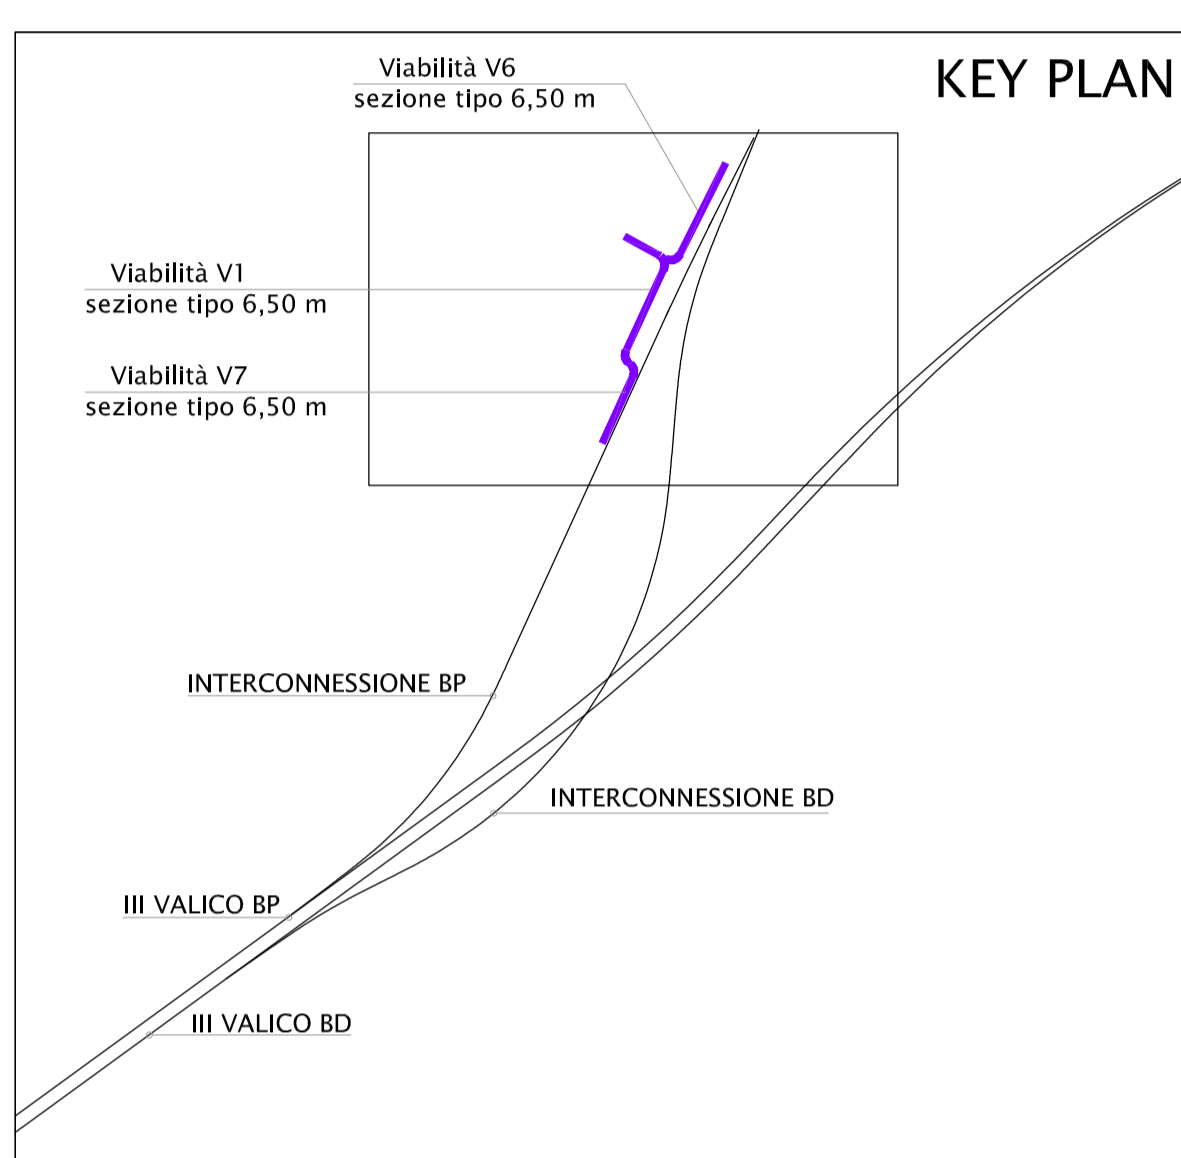 KEY PLAN
Viabilità V6
sezione tipo 6,50 m
Viabilità V1
sezione tipo 6,50 m
Viabilità V7
sezione tipo 6,50 m
INTERCONNESSIONE BP
INTERCONNESSIONE BD
III VALICO BP
III VALICO BD